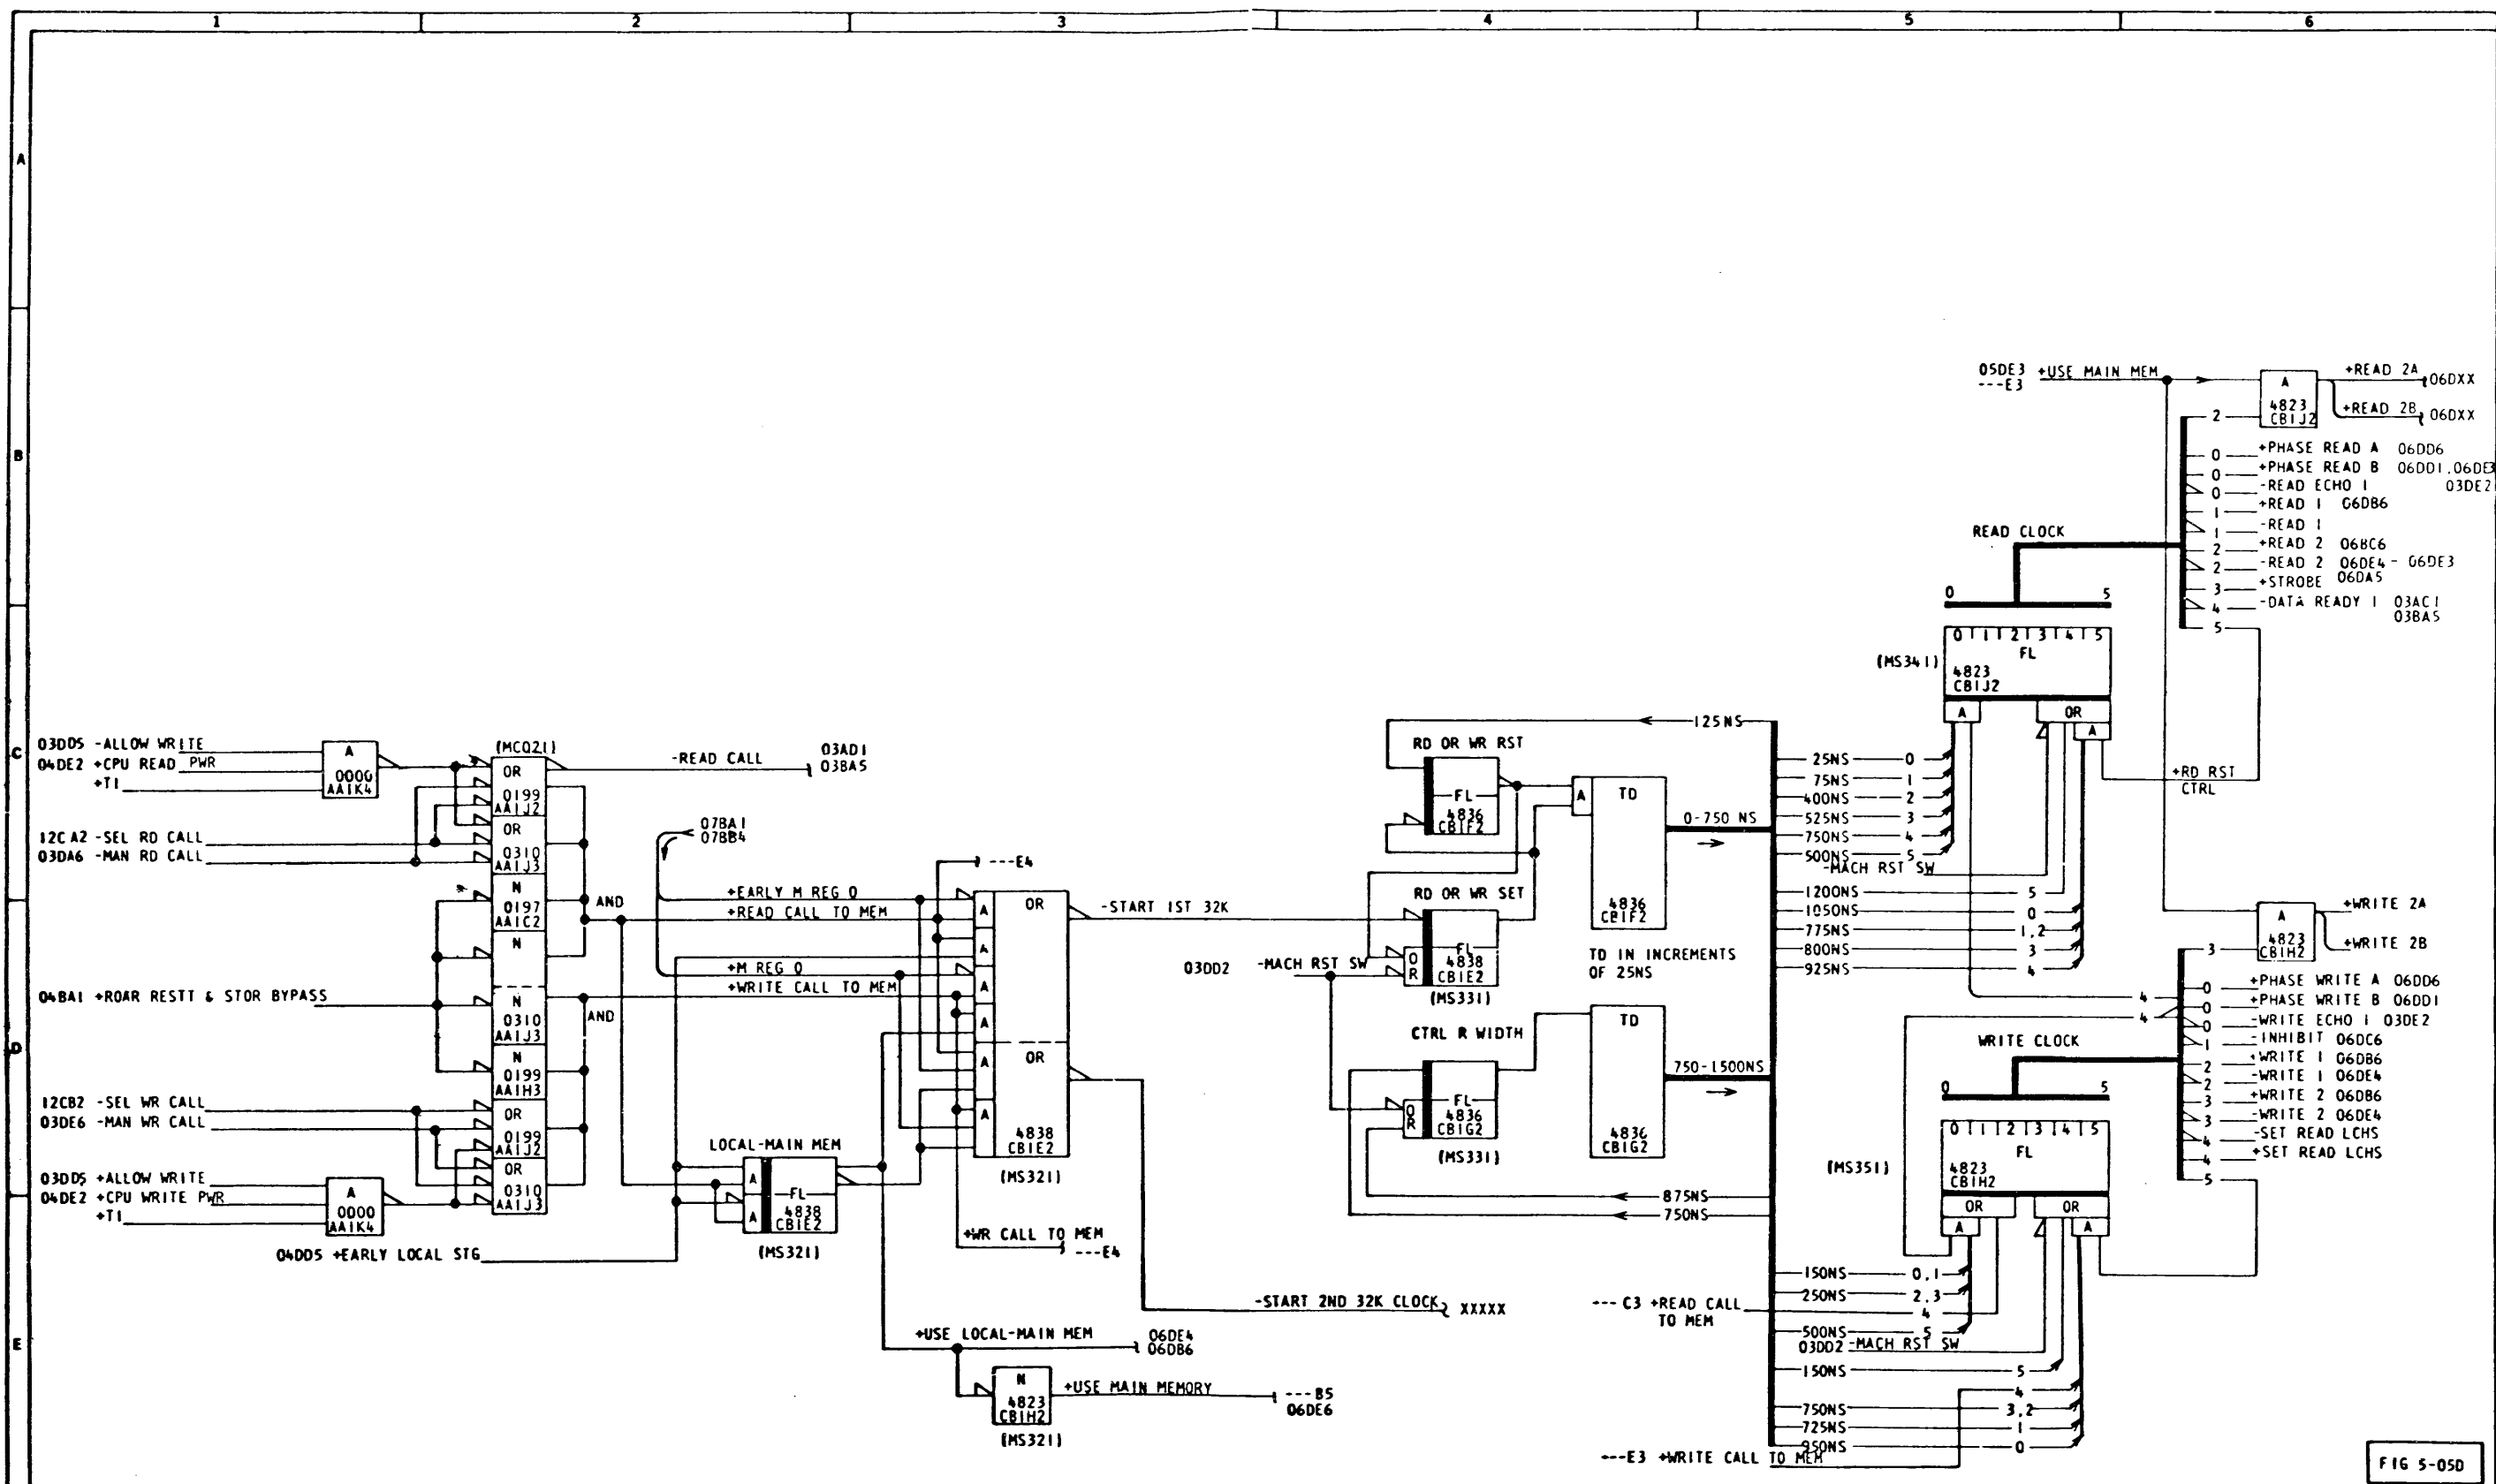 1 2 3 4 5 6
A
B
C
D
E
05DE3 +USE MAIN MEM
---E3
A
4823
CB1J2
+READ 2A 06DXX
+READ 2B 06DXX
2
0 +PHASE READ A 06DD6
0 +PHASE READ B 06DD1,06DE3
0 -READ ECHO 1 03DE2
1 +READ 1 06DB6
1 -READ 1
2 +READ 2 06BC6
2 -READ 2 06DE4 - 06DE3
3 +STROBE 06DA5
4 -DATA READY 1 03AC1
03BA5
5
READ CLOCK
0 5
0 1 2 3 4 5
FL
(MS341)
4823
CB1J2
A OR
A
+RD RST
CTRL
03DD5 -ALLOW WRITE
04DE2 +CPU READ PWR
+T1
A
0000
AA1K4
12CA2 -SEL RD CALL
03DA6 -MAN RD CALL
04BA1 +ROAR RESTT & STOR BYPASS
12CB2 -SEL WR CALL
03DE6 -MAN WR CALL
03DD5 +ALLOW WRITE
04DE2 +CPU WRITE PWR
+T1
A
0000
AA1K4
04DD5 +EARLY LOCAL STG
(MC021)
OR
0199
AA1J2
OR
0310
AA1J3
N
0197
AA1C2
N
N
0310
AA1J3
N
0199
AA1H3
OR
0199
AA1J2
OR
0310
AA1J3
AND
AND
-READ CALL 03AD1
03BA5
07BA1
07BB4
---E4
+EARLY M REG 0
+READ CALL TO MEM
+M REG 0
+WRITE CALL TO MEM
A OR
A
A
A
A OR
A
4838
CB1E2
(MS321)
LOCAL-MAIN MEM
A
A
FL
4838
CB1E2
(MS321)
+WR CALL TO MEM
---E4
-START 1ST 32K
-START 2ND 32K CLOCK XXXXX
+USE LOCAL-MAIN MEM 06DE4
06DB6
N
4823
CB1H2
(MS321)
+USE MAIN MEMORY ---B5
06DE6
125NS
RD OR WR RST
FL
4836
CB1F2
RD OR WR SET
OR
FL
4838
CB1E2
(MS331)
03DD2 -MACH RST SW
CTRL R WIDTH
OR
FL
4836
CB1G2
(MS331)
A TD
4836
CB1F2
TD IN INCREMENTS
OF 25NS
TD
4836
CB1G2
0-750 NS
750-1500NS
875NS
750NS
25NS 0
75NS 1
400NS 2
525NS 3
750NS 4
500NS 5
-MACH RST SW
1200NS 5
1050NS 0
775NS 1,2
800NS 3
925NS 4
4
4
WRITE CLOCK
0 5
0 1 2 3 4 5
FL
(MS351)
4823
CB1H2
OR OR
A A
150NS 0,1
250NS 2,3
--- C3 +READ CALL
TO MEM
4
500NS 5
03DD2 -MACH RST SW
150NS 5
4
750NS 3,2
725NS 1
950NS 0
---E3 +WRITE CALL TO MEM
A
4823
CB1H2
+WRITE 2A
+WRITE 2B
3
0 +PHASE WRITE A 06DD6
0 +PHASE WRITE B 06DD1
0 -WRITE ECHO 1 03DE2
1 -INHIBIT 06DC6
2 +WRITE 1 06DB6
2 -WRITE 1 06DE4
3 +WRITE 2 06DB6
3 -WRITE 2 06DE4
4 -SET READ LCHS
4 +SET READ LCHS
5
FIG 5-05D